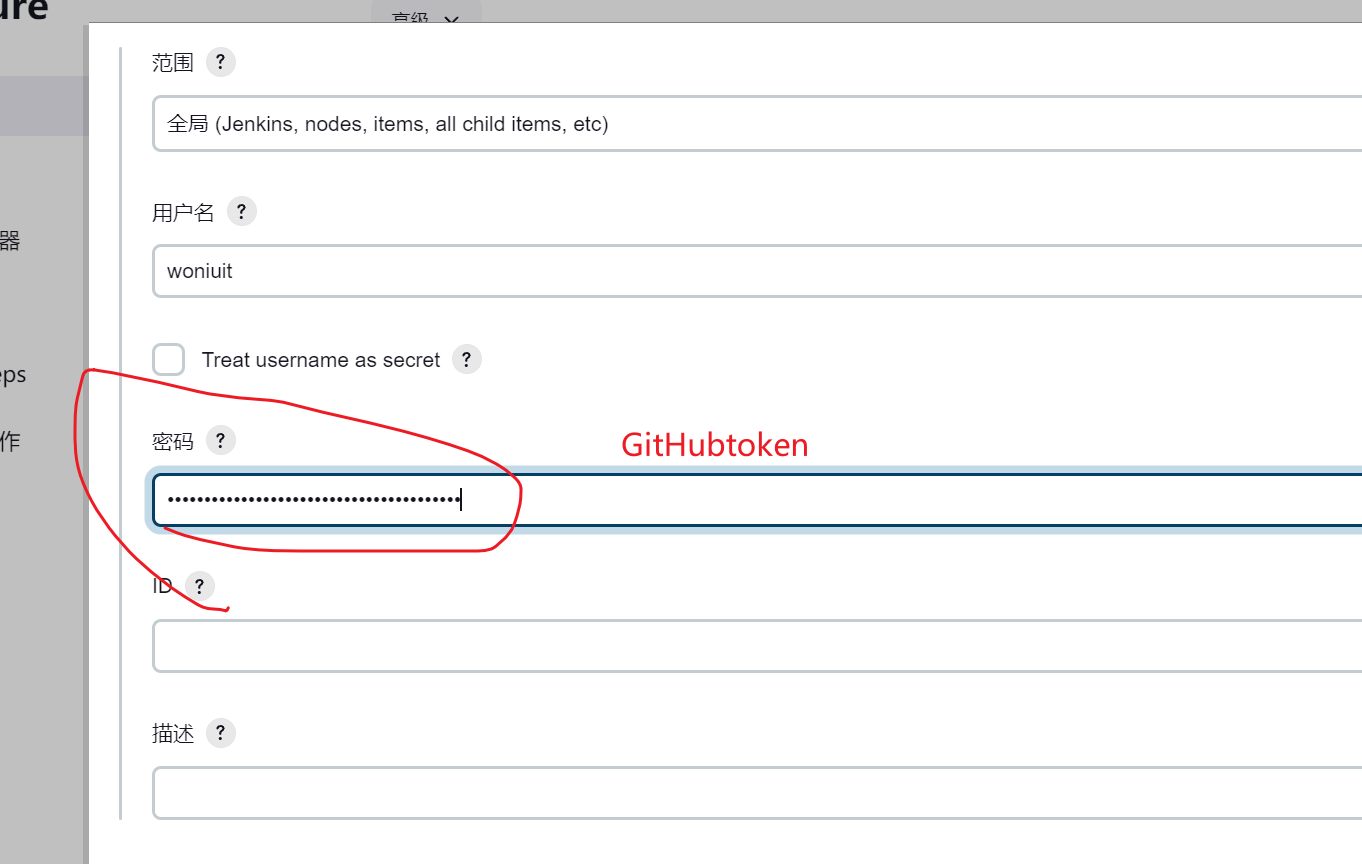 ure
高级
范围 ?
全局 (Jenkins, nodes, items, all child items, etc)
用户名 ?
器
woniuit
Treat username as secret ?
eps
密码 ?
GitHubtoken
作
••••••••••••••••••••••••••••••••••••••••
ID ?
描述 ?